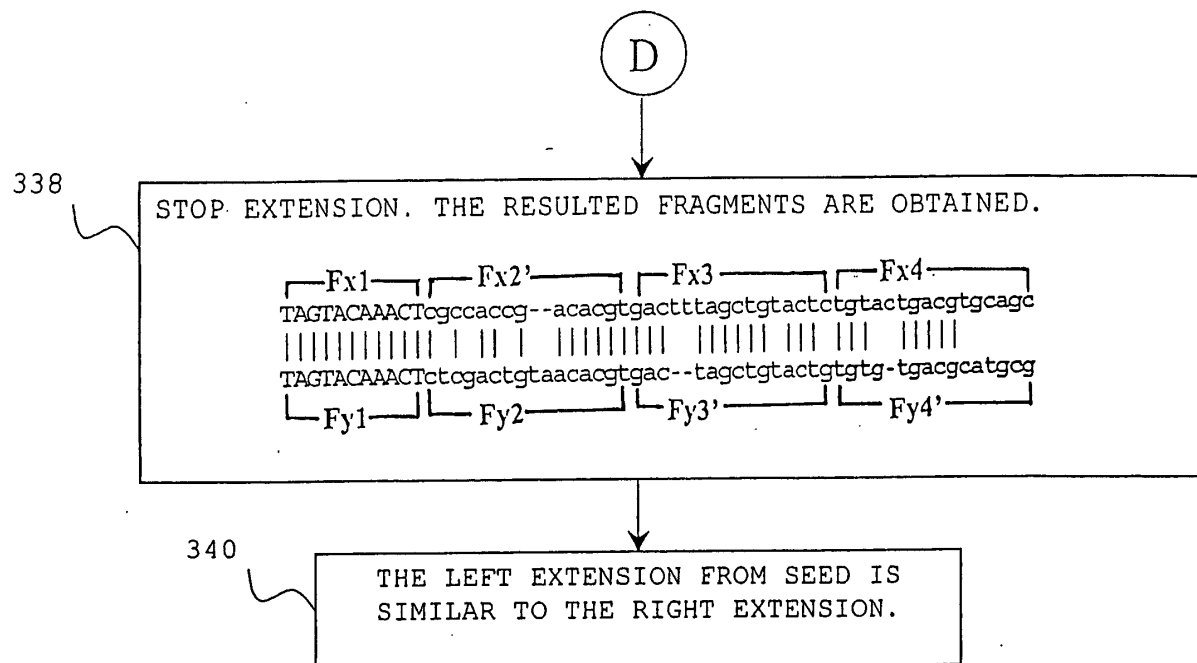 D
338
STOP EXTENSION. THE RESULTED FRAGMENTS ARE OBTAINED.
Fx1 Fx2' Fx3 Fx4
TAGTACAAACTcgccaccg--acacgtgactttagctgtactctgtactgacgtgcagc
TAGTACAAACTctcgactgtaacacgtgac--tagctgtactgtgtg-tgacgcatgcg
Fy1 Fy2 Fy3' Fy4'
340
THE LEFT EXTENSION FROM SEED IS
SIMILAR TO THE RIGHT EXTENSION.